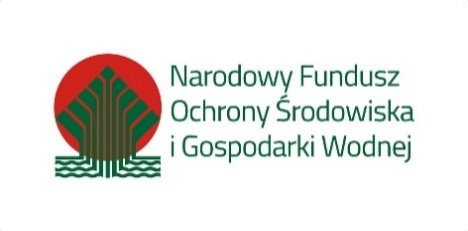 Narodowy Fundusz
Ochrony Środowiska
i Gospodarki Wodnej